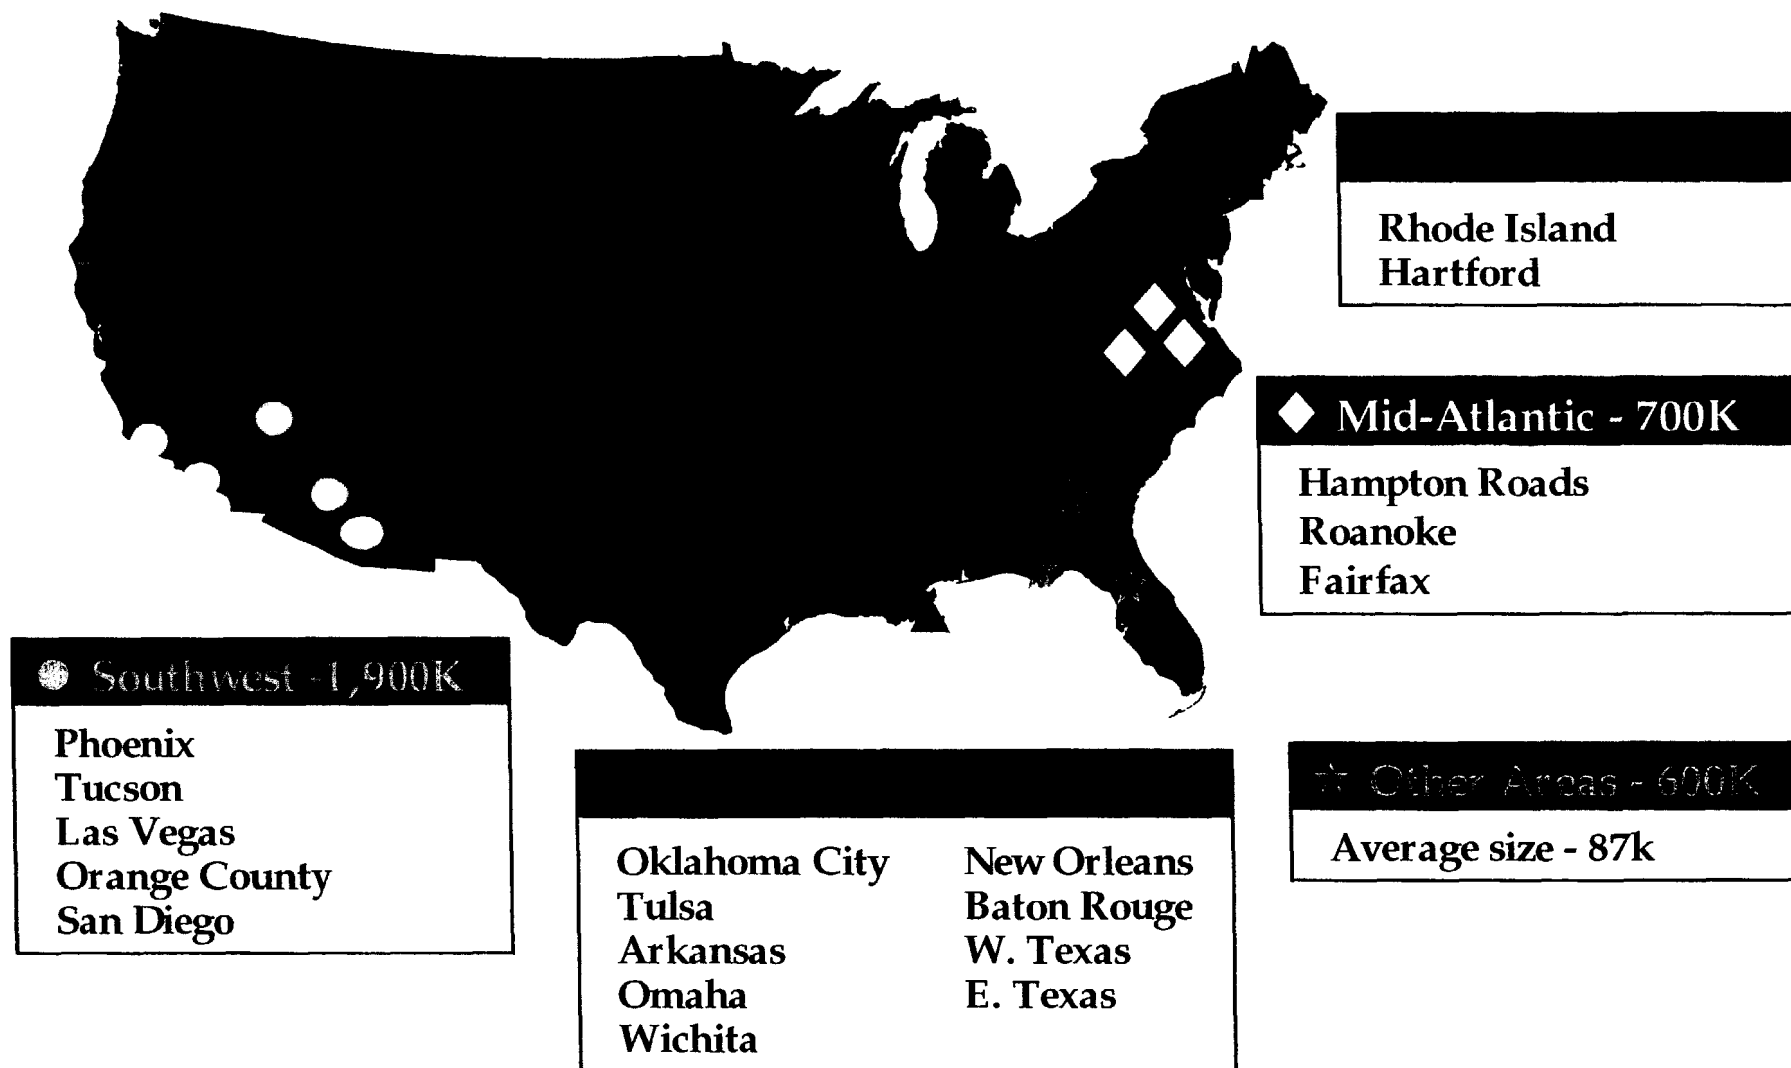 Rhode Island
Hartford
Mid-Atlantic - 700K
Hampton Roads
Roanoke
Fairfax
Southwest -1,900K
Phoenix
Tucson
Las Vegas
Orange County
San Diego
Oklahoma City
Tulsa
Arkansas
Omaha
Wichita
New Orleans
Baton Rouge
W. Texas
E. Texas
Other Areas - 600K
Average size - 87k